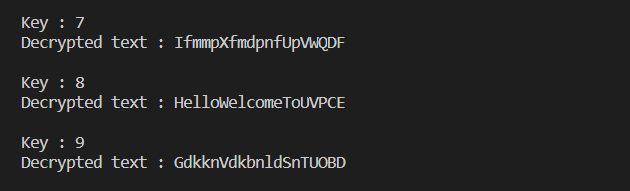 Key : 7
Decrypted text : IfmmpXfmdpnfUpVWQDF
Key : 8
Decrypted text : HelloWelcomeToUVPCE
Key : 9
Decrypted text : GdkknVdkbnldSnTUOBD